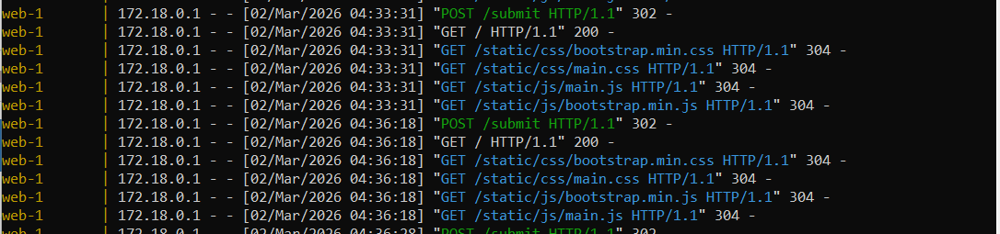 web-1 | 172.18.0.1 - - [02/Mar/2026 04:33:31] "POST /submit HTTP/1.1" 302 -
web-1 | 172.18.0.1 - - [02/Mar/2026 04:33:31] "GET / HTTP/1.1" 200 -
web-1 | 172.18.0.1 - - [02/Mar/2026 04:33:31] "GET /static/css/bootstrap.min.css HTTP/1.1" 304 -
web-1 | 172.18.0.1 - - [02/Mar/2026 04:33:31] "GET /static/css/main.css HTTP/1.1" 304 -
web-1 | 172.18.0.1 - - [02/Mar/2026 04:33:31] "GET /static/js/main.js HTTP/1.1" 304 -
web-1 | 172.18.0.1 - - [02/Mar/2026 04:33:31] "GET /static/js/bootstrap.min.js HTTP/1.1" 304 -
web-1 | 172.18.0.1 - - [02/Mar/2026 04:36:18] "POST /submit HTTP/1.1" 302 -
web-1 | 172.18.0.1 - - [02/Mar/2026 04:36:18] "GET / HTTP/1.1" 200 -
web-1 | 172.18.0.1 - - [02/Mar/2026 04:36:18] "GET /static/css/bootstrap.min.css HTTP/1.1" 304 -
web-1 | 172.18.0.1 - - [02/Mar/2026 04:36:18] "GET /static/css/main.css HTTP/1.1" 304 -
web-1 | 172.18.0.1 - - [02/Mar/2026 04:36:18] "GET /static/js/bootstrap.min.js HTTP/1.1" 304 -
web-1 | 172.18.0.1 - - [02/Mar/2026 04:36:18] "GET /static/js/main.js HTTP/1.1" 304 -
web-1 | 172.18.0.1 - - [02/Mar/2026 04:36:28] "POST /submit HTTP/1.1" 302 -